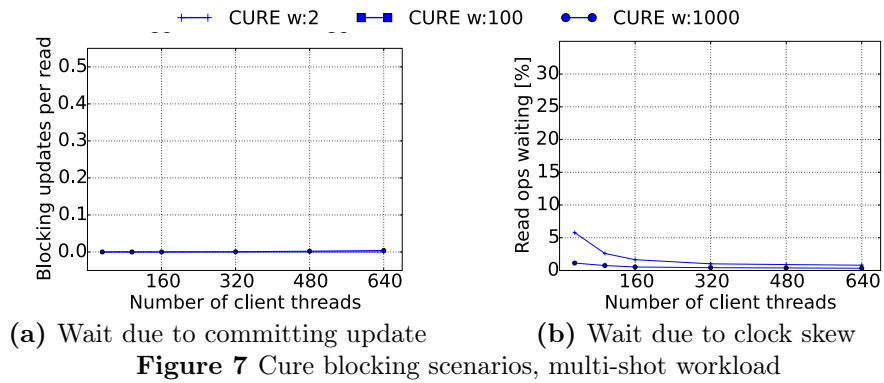 CURE w:2 CURE w:100 CURE w:1000
Blocking updates per read
0.5
0.4
0.3
0.2
0.1
0.0
160 320 480 640
Number of client threads
(a) Wait due to committing update
Read ops waiting [%]
30
25
20
15
10
5
0
160 320 480 640
Number of client threads
(b) Wait due to clock skew
Figure 7 Cure blocking scenarios, multi-shot workload